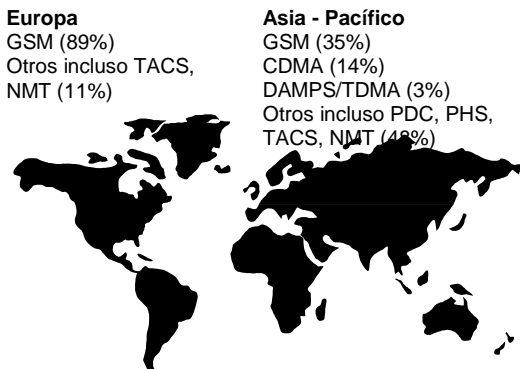 Europa
GSM (89%)
Otros incluso TACS,
NMT (11%)
Asia - Pacífico
GSM (35%)
CDMA (14%)
DAMPS/TDMA (3%)
Otros incluso PDC, PHS,
TACS, NMT (48%)